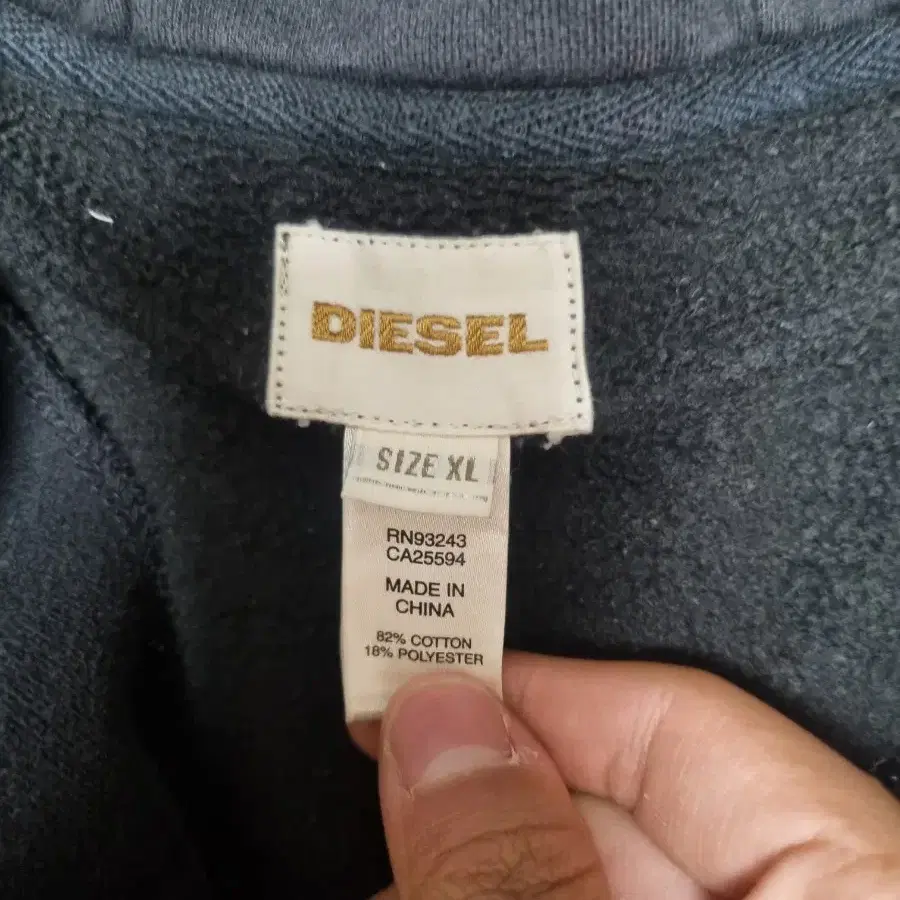 DIESEL
SIZE XL
RN93243
CA25594
MADE IN
CHINA
82% COTTON
18% POLYESTER